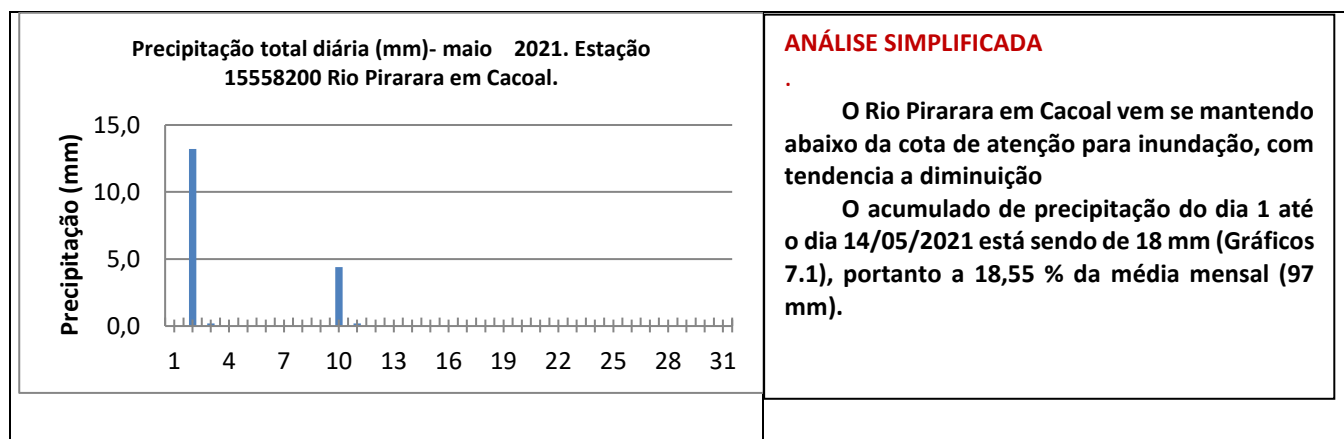 Precipitação total diária (mm)- maio   2021. Estação
15558200 Rio Pirarara em Cacoal.
Precipitação (mm)
15,0
10,0
5,0
0,0
1 4 7 10 13 16 19 22 25 28 31
ANÁLISE SIMPLIFICADA
.
O Rio Pirarara em Cacoal vem se mantendo
abaixo da cota de atenção para inundação, com
tendencia a diminuição
O acumulado de precipitação do dia 1 até
o dia 14/05/2021 está sendo de 18 mm (Gráficos
7.1), portanto a 18,55 % da média mensal (97
mm).